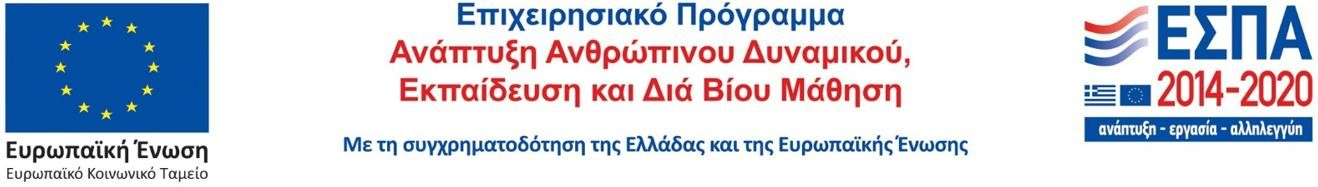 Ευρωπαϊκή Ένωση
Ευρωπαϊκό Κοινωνικό Ταμείο
Επιχειρησιακό Πρόγραμμα
Ανάπτυξη Ανθρώπινου Δυναμικού,
Εκπαίδευση και Διά Βίου Μάθηση
Με τη συγχρηματοδότηση της Ελλάδας και της Ευρωπαϊκής Ένωσης
ΕΣΠΑ
2014-2020
ανάπτυξη - εργασία - αλληλεγγύη